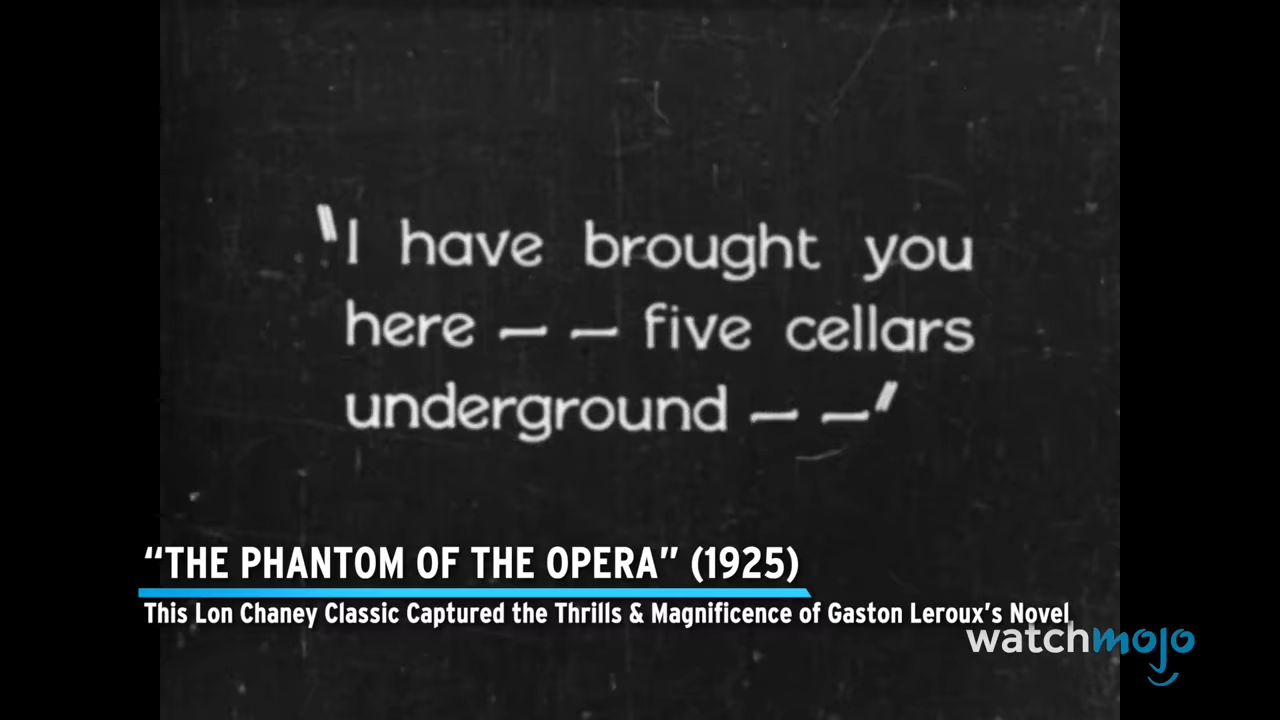 "I have brought you
here — — five cellars
underground — —"
“THE PHANTOM OF THE OPERA” (1925)
This Lon Chaney Classic Captured the Thrills & Magnificence of Gaston Leroux’s Novel
watchmojo